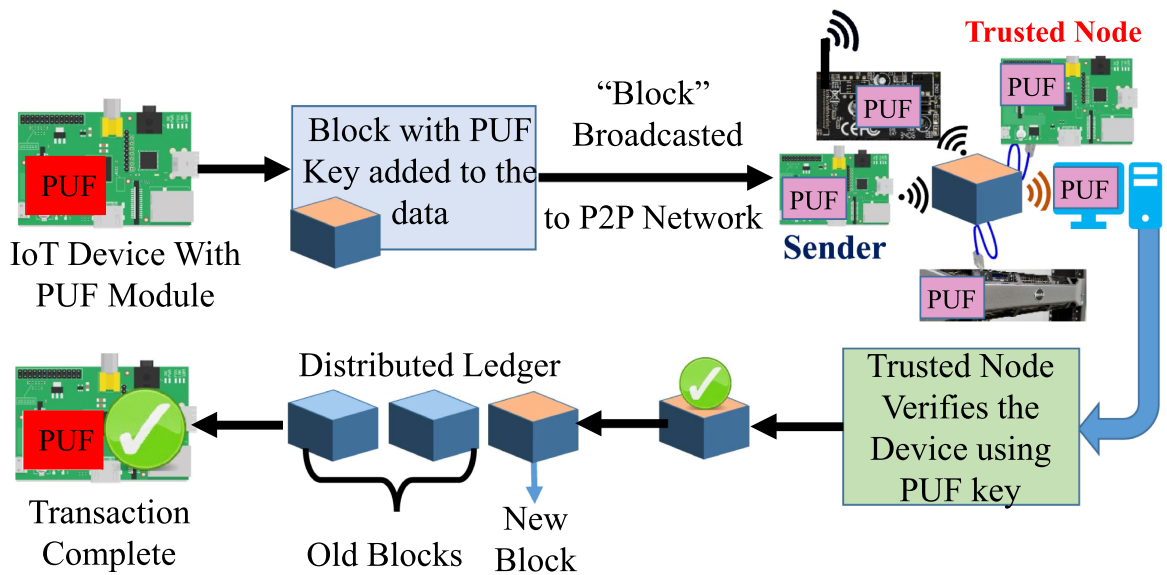 PUF
IoT Device With
PUF Module
Block with PUF
Key added to the
data
“Block”
Broadcasted
to P2P Network
PUF
PUF
Sender
Trusted Node
PUF
PUF
PUF
Trusted Node
Verifies the
Device using
PUF key
Distributed Ledger
New
Block
Old Blocks
PUF
Transaction
Complete